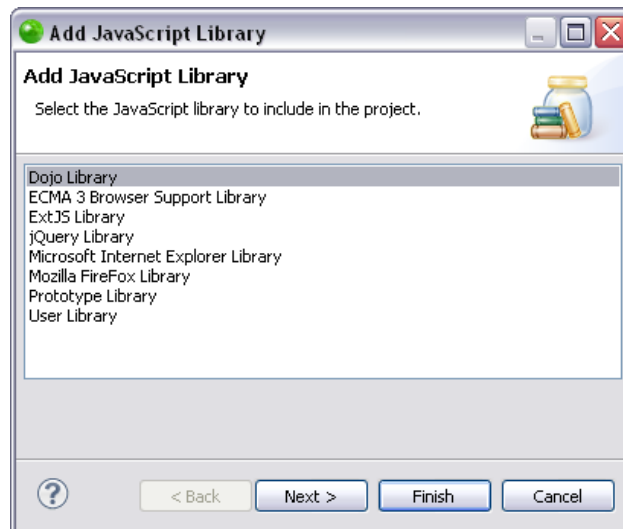 Add JavaScript Library
Add JavaScript Library
Select the JavaScript library to include in the project.
Dojo Library
ECMA 3 Browser Support Library
ExtJS Library
jQuery Library
Microsoft Internet Explorer Library
Mozilla FireFox Library
Prototype Library
User Library
? < Back Next > Finish Cancel